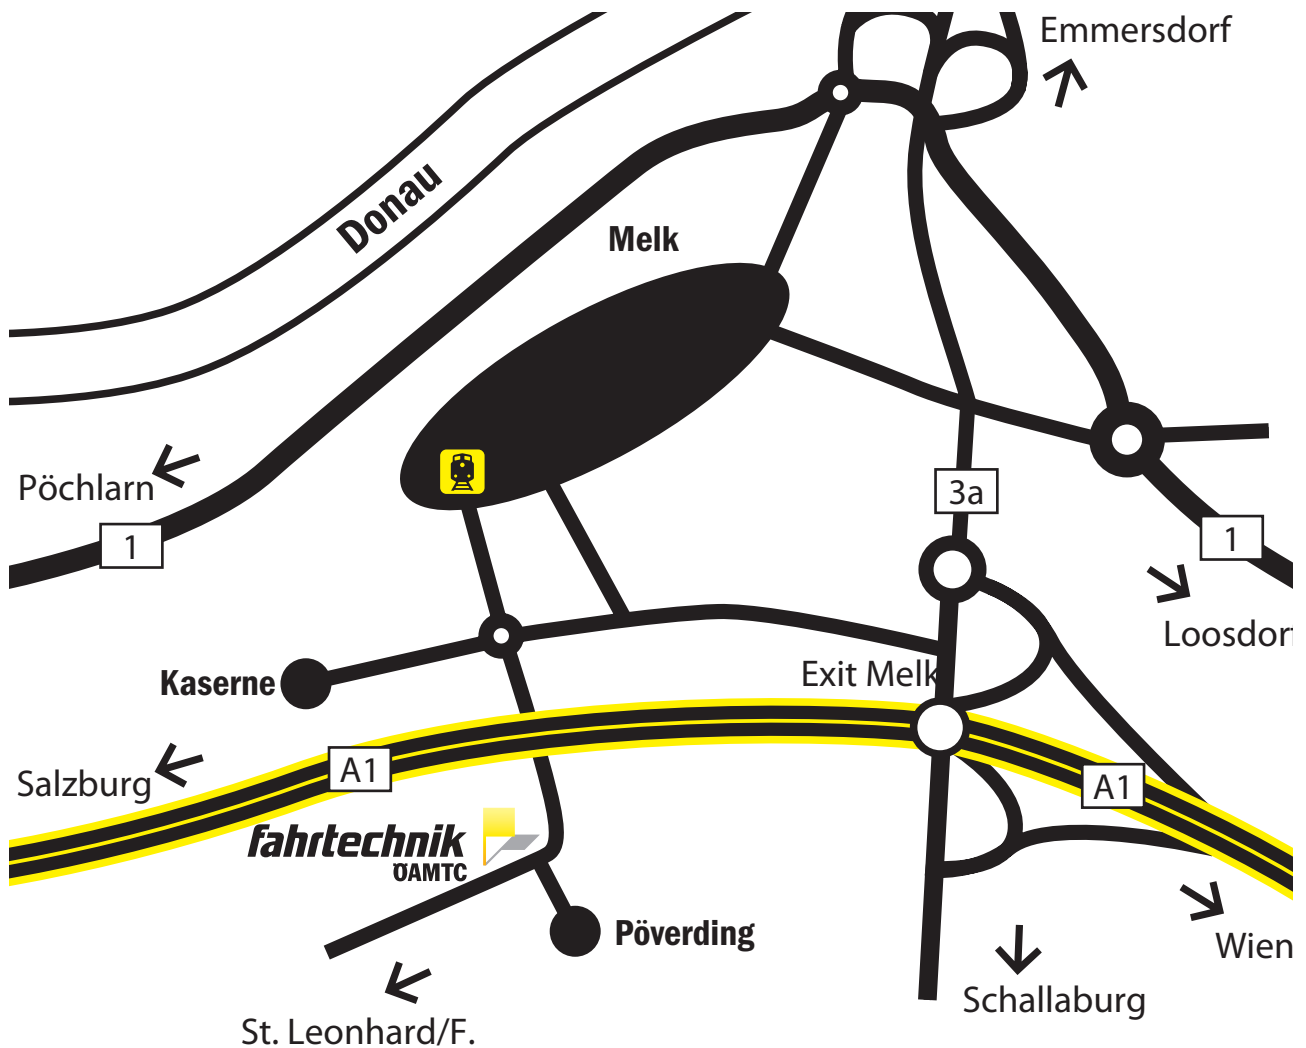 Emmersdorf
Donau
Melk
Pöchlarn
3a
1
1
Loosdorf
Exit Melk
Kaserne
Salzburg
A1
A1
fahrtechnik
ÖAMTC
Pöverding
Wien
Schallaburg
St. Leonhard/F.